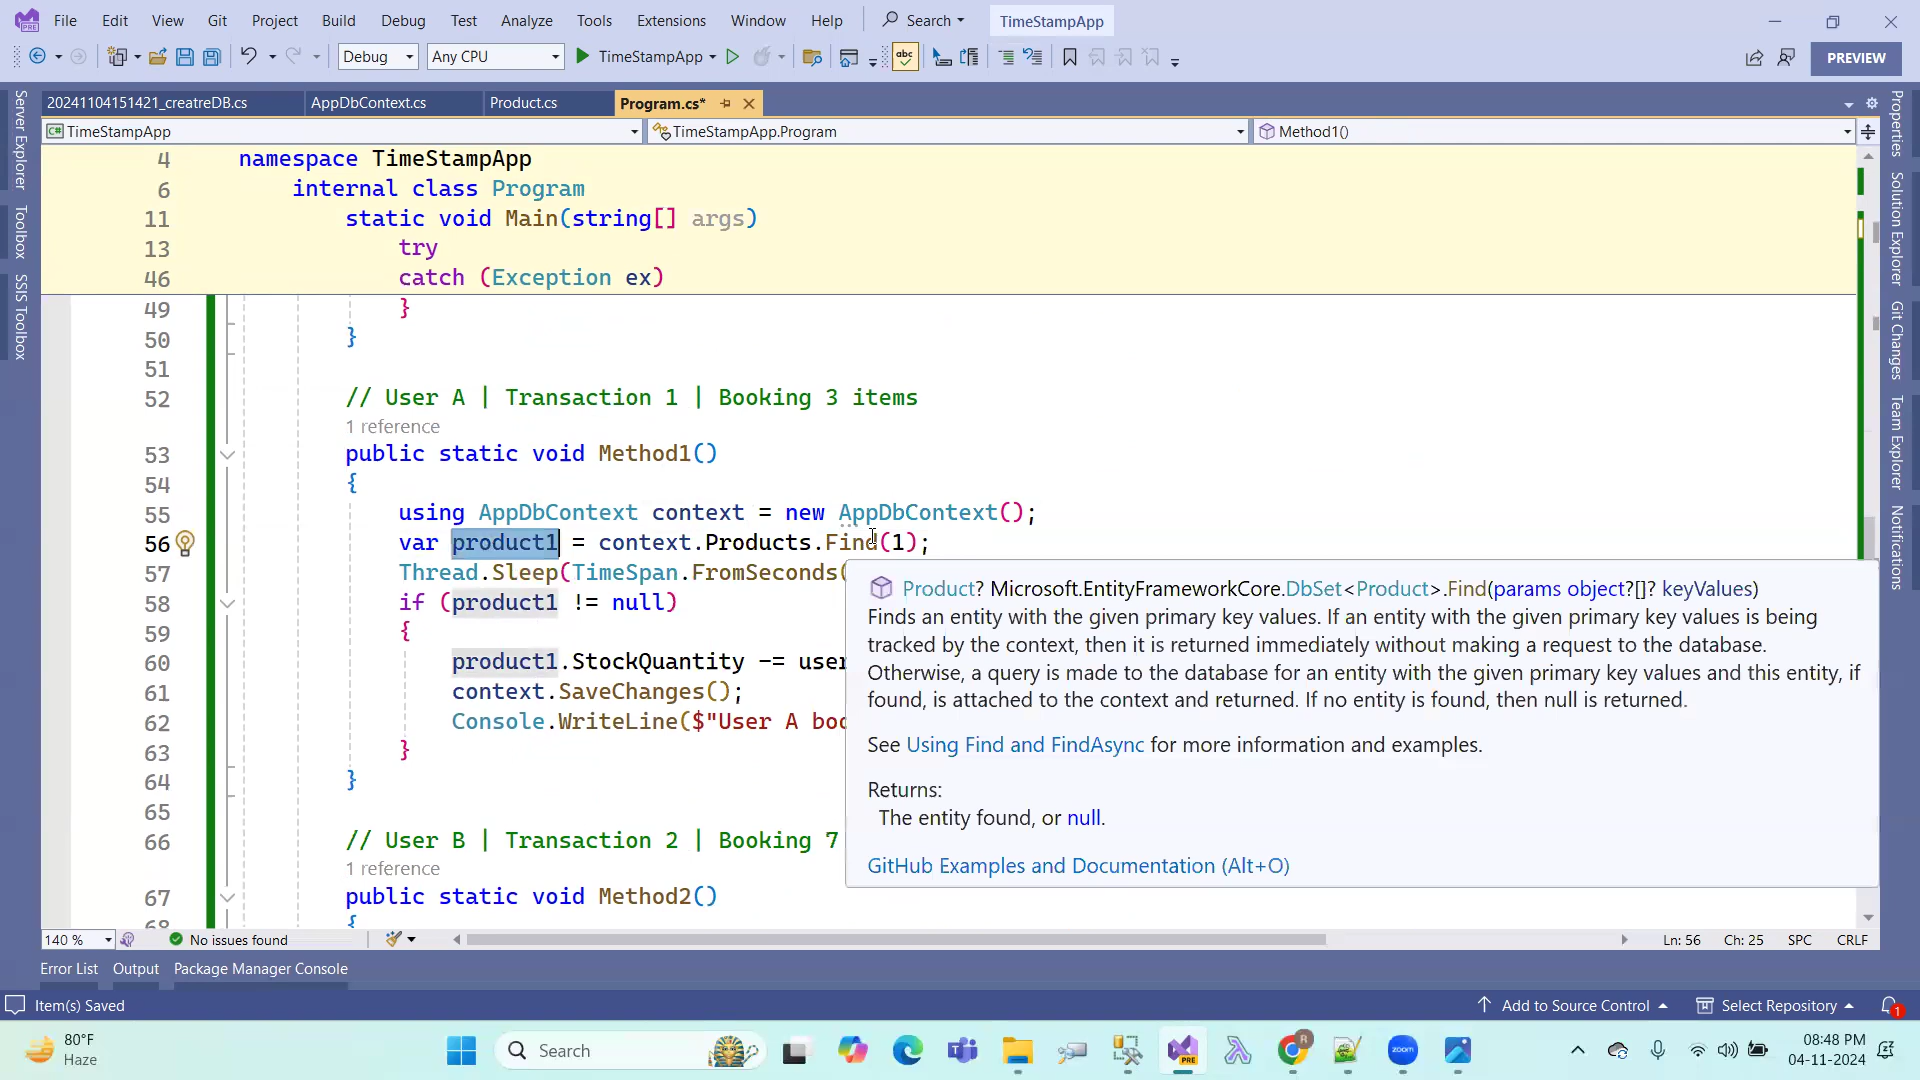 File Edit View Git Project Build Debug Test Analyze Tools Extensions Window Help Search TimeStampApp
Debug Any CPU TimeStampApp PREVIEW
20241104151421_creatreDB.cs AppDbContext.cs Product.cs Program.cs*
TimeStampApp TimeStampApp.Program Method1()
Server Explorer
Toolbox
SSIS Toolbox
4 namespace TimeStampApp
6 internal class Program
11 static void Main(string[] args)
13 try
46 catch (Exception ex)
49 }
50 }
51
52 // User A | Transaction 1 | Booking 3 items
1 reference
53 public static void Method1()
54 {
55 using AppDbContext context = new AppDbContext();
56 var product1 = context.Products.Find(1);
57 Thread.Sleep(TimeSpan.FromSeconds(
58 if (product1 != null)
59 {
60 product1.StockQuantity -= user
61 context.SaveChanges();
62 Console.WriteLine($"User A boo
63 }
64 }
65
66 // User B | Transaction 2 | Booking 7
1 reference
67 public static void Method2()
68 {
Product? Microsoft.EntityFrameworkCore.DbSet<Product>.Find(params object?[]? keyValues)
Finds an entity with the given primary key values. If an entity with the given primary key values is being
tracked by the context, then it is returned immediately without making a request to the database.
Otherwise, a query is made to the database for an entity with the given primary key values and this entity, if
found, is attached to the context and returned. If no entity is found, then null is returned.
See Using Find and FindAsync for more information and examples.
Returns:
The entity found, or null.
GitHub Examples and Documentation (Alt+O)
Properties
Solution Explorer
Git Changes
Team Explorer
Notifications
140 % No issues found Ln: 56 Ch: 25 SPC CRLF
Error List Output Package Manager Console
Item(s) Saved Add to Source Control Select Repository 1
80°F
Haze
Search
08:48 PM
04-11-2024